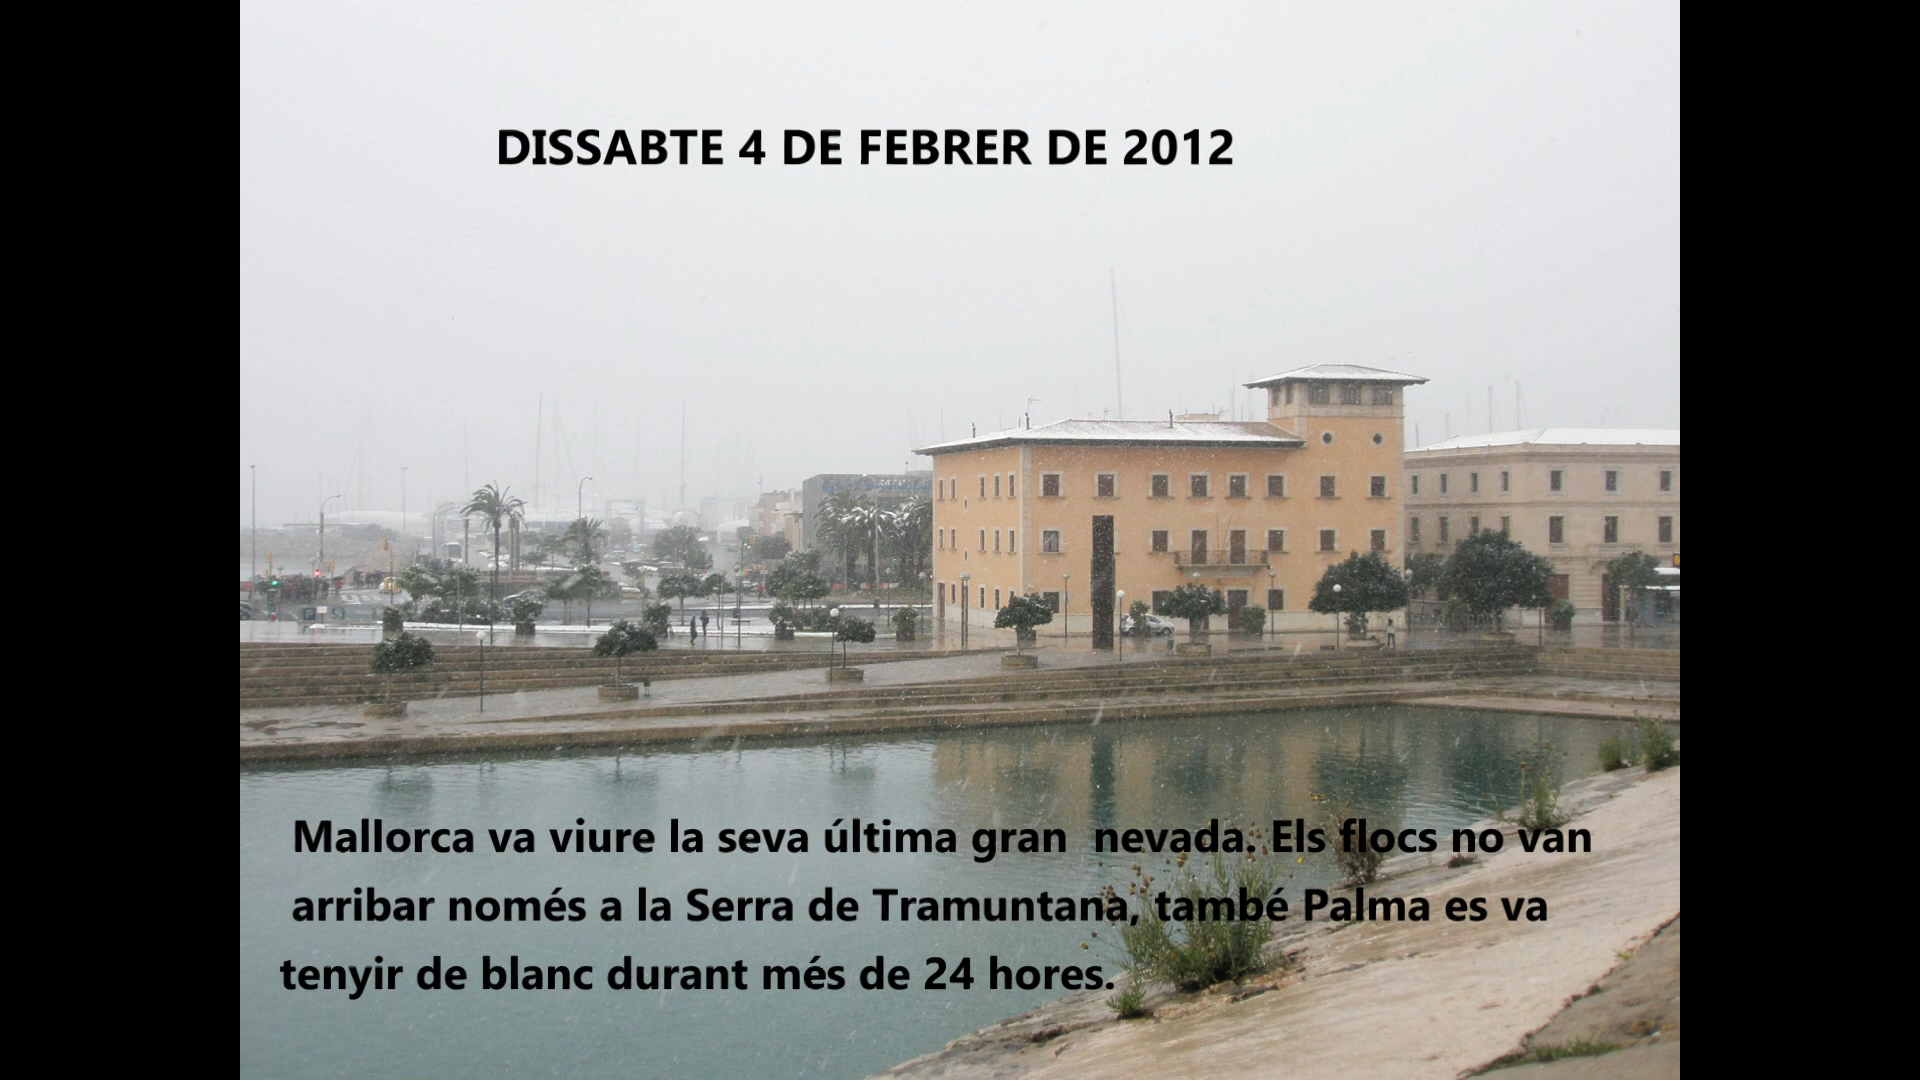 DISSABTE 4 DE FEBRER DE 2012
Mallorca va viure la seva última gran nevada. Els flocs no van
arribar només a la Serra de Tramuntana, també Palma es va
tenyir de blanc durant més de 24 hores.